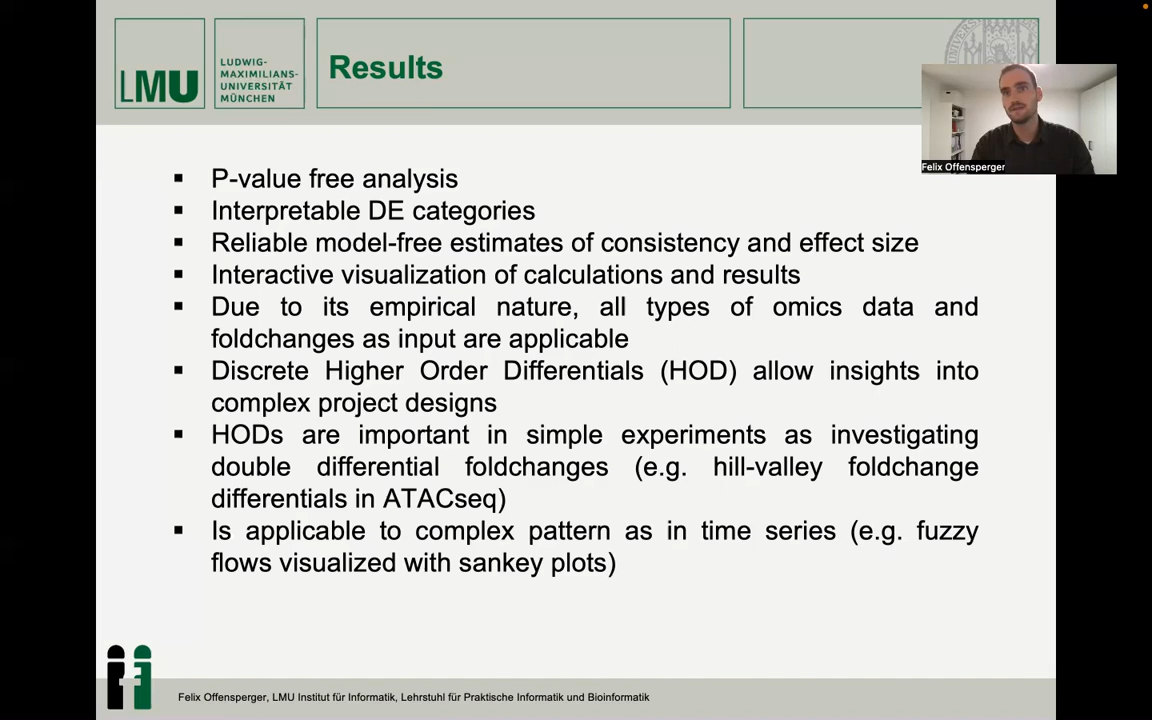 LMU
LUDWIG-
MAXIMILIANS-
UNIVERSITÄT
MÜNCHEN
Results
Felix Offensperger
▪ P-value free analysis
▪ Interpretable DE categories
▪ Reliable model-free estimates of consistency and effect size
▪ Interactive visualization of calculations and results
▪ Due to its empirical nature, all types of omics data and
foldchanges as input are applicable
▪ Discrete Higher Order Differentials (HOD) allow insights into
complex project designs
▪ HODs are important in simple experiments as investigating
double differential foldchanges (e.g. hill-valley foldchange
differentials in ATACseq)
▪ Is applicable to complex pattern as in time series (e.g. fuzzy
flows visualized with sankey plots)
Felix Offensperger, LMU Institut für Informatik, Lehrstuhl für Praktische Informatik und Bioinformatik